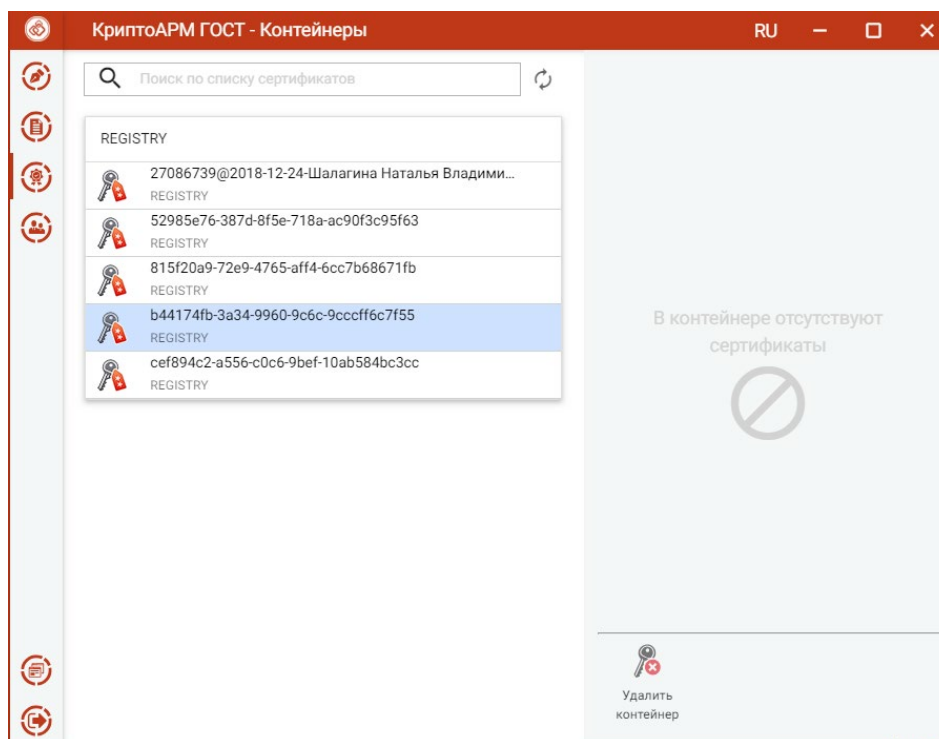 КриптоАРМ ГОСТ - Контейнеры
RU
Поиск по списку сертификатов
REGISTRY
27086739@2018-12-24-Шалагина Наталья Владими...
REGISTRY
52985e76-387d-8f5e-718a-ac90f3c95f63
REGISTRY
815f20a9-72e9-4765-aff4-6cc7b68671fb
REGISTRY
b44174fb-3a34-9960-9c6c-9cccff6c7f55
REGISTRY
cef894c2-a556-c0c6-9bef-10ab584bc3cc
REGISTRY
В контейнере отсутствуют
сертификаты
Удалить
контейнер